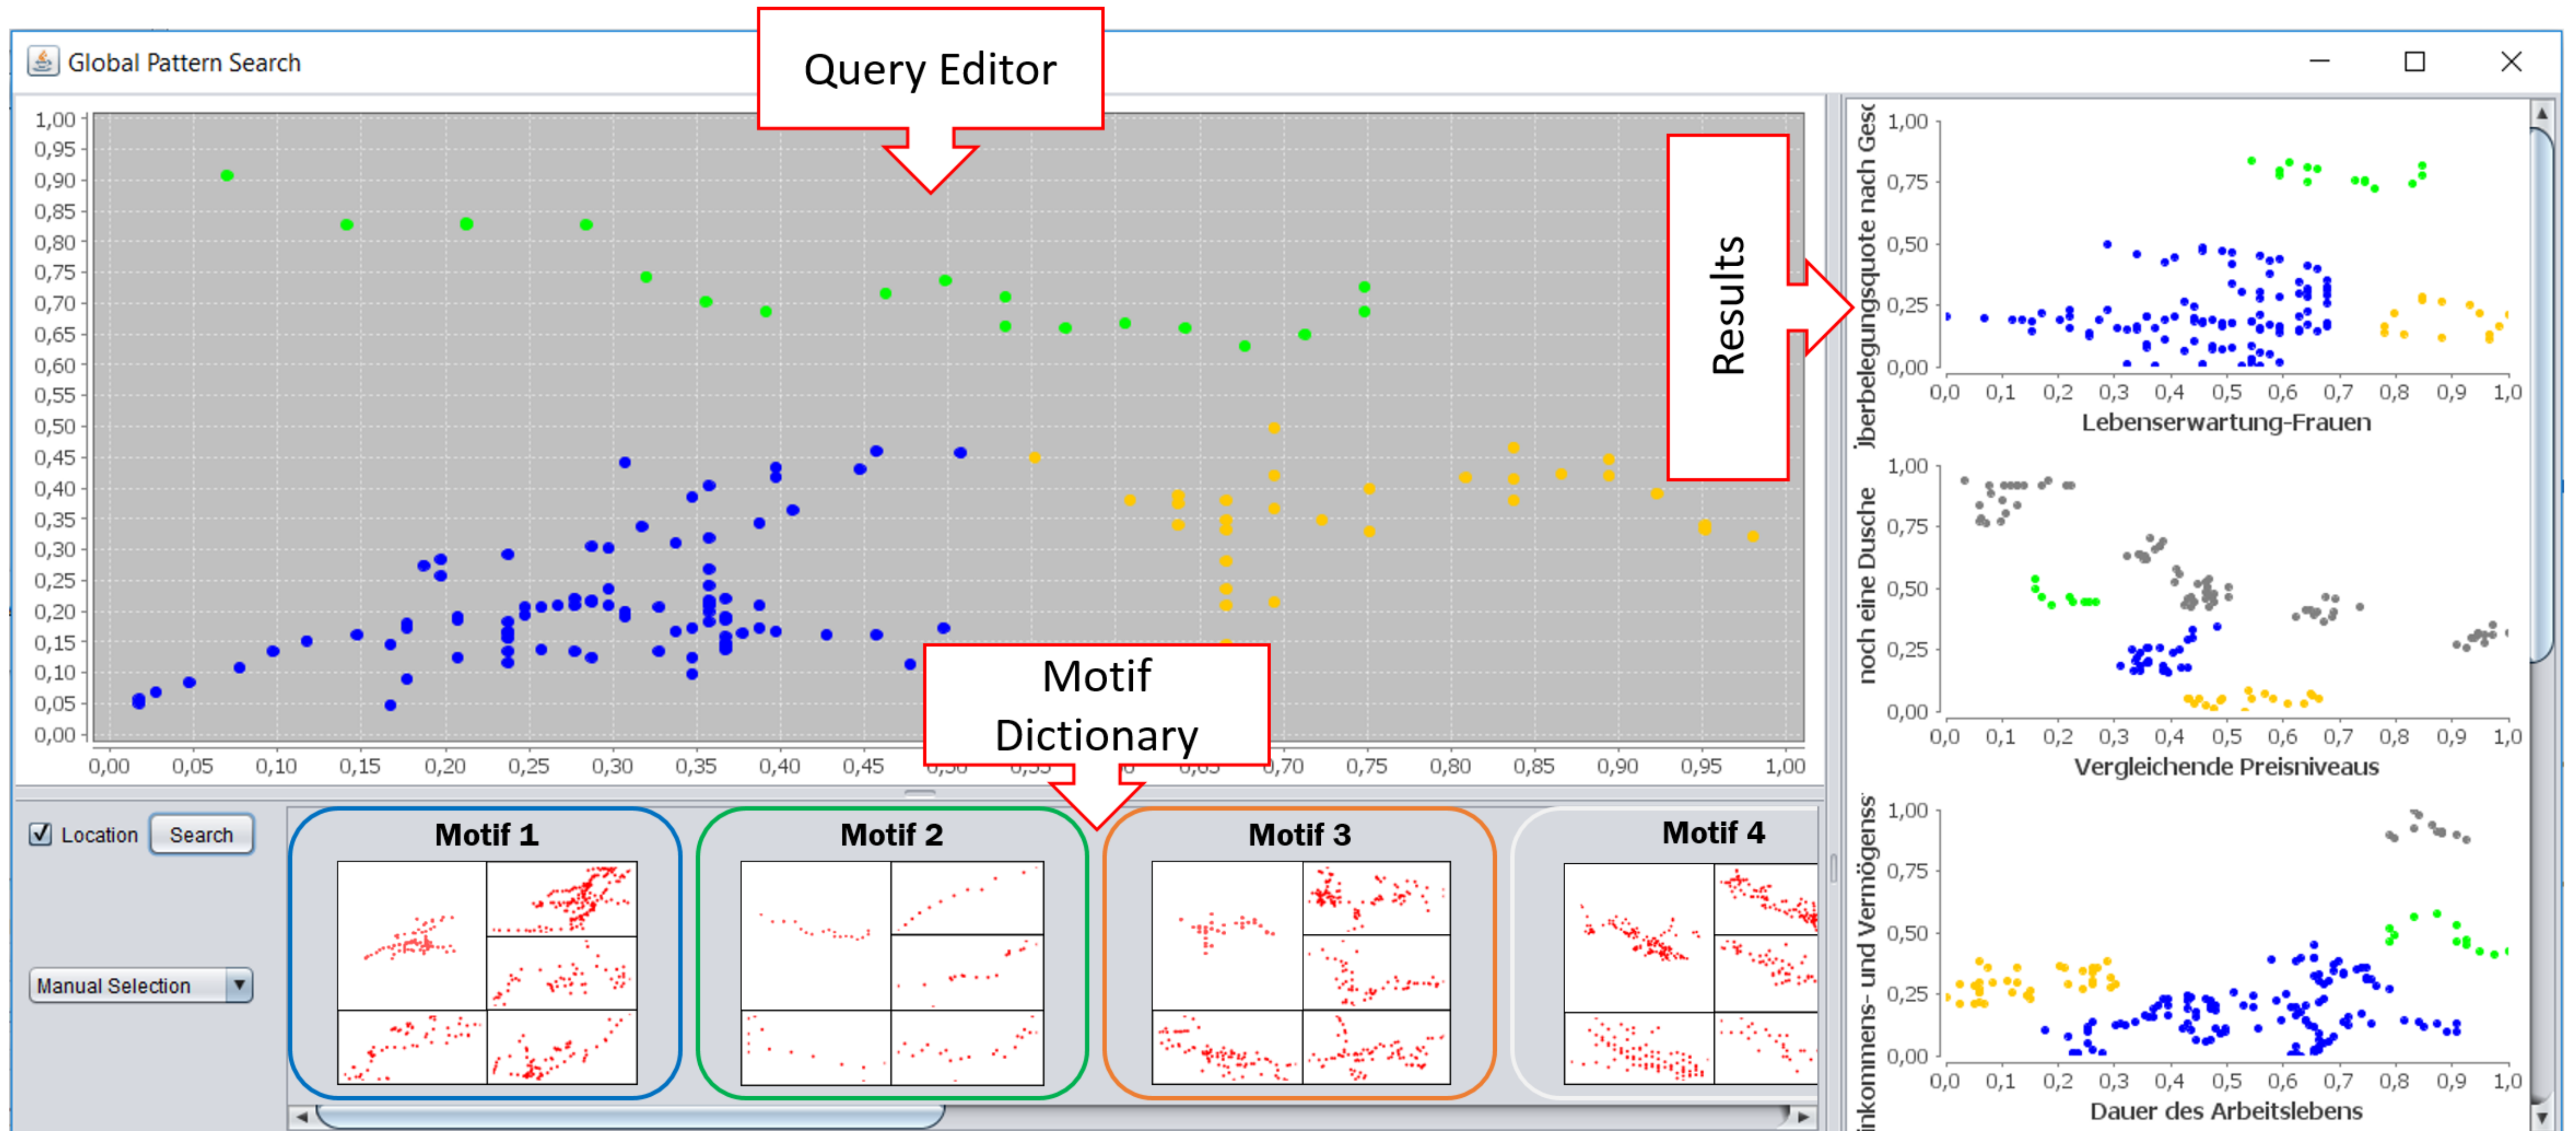 Global Pattern Search
Query Editor
1,00
0,95
0,90
0,85
0,80
0,75
0,70
0,65
0,60
0,55
0,50
0,45
0,40
0,35
0,30
0,25
0,20
0,15
0,10
0,05
0,00
0,00 0,05 0,10 0,15 0,20 0,25 0,30 0,35 0,40 0,45 0,70 0,75 0,80 0,85 0,90 0,95 1,00
Results
Motif
Dictionary
Location
Search
Manual Selection
Motif 1
Motif 2
Motif 3
Motif 4
1,00
0,75
0,50
0,25
0,00
0,0 0,1 0,2 0,3 0,4 0,5 0,6 0,7 0,8 0,9 1,0
Lebenserwartung-Frauen
berbelegungsquote nach Gesc
1,00
0,75
0,50
0,25
0,00
0,0 0,1 0,2 0,3 0,4 0,5 0,6 0,7 0,8 0,9 1,0
Vergleichende Preisniveaus
noch eine Dusche
1,00
0,75
0,50
0,25
0,00
0,0 0,1 0,2 0,3 0,4 0,5 0,6 0,7 0,8 0,9 1,0
Dauer des Arbeitslebens
inkommens- und Vermögenss